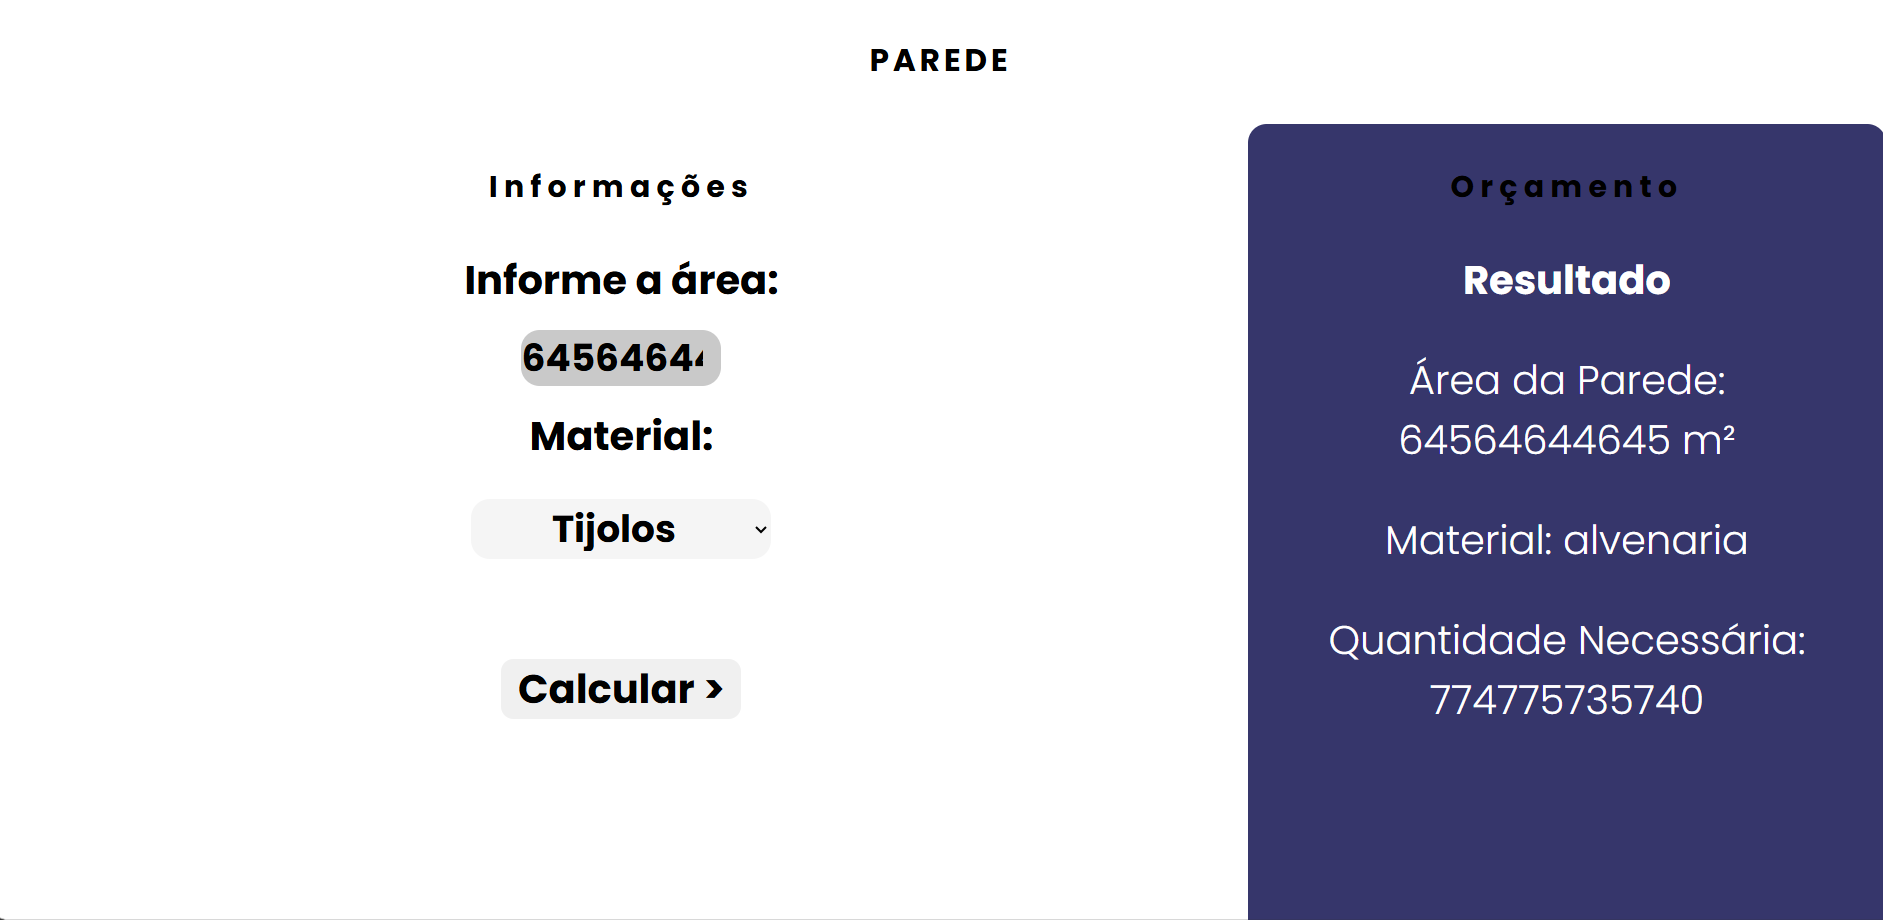 PAREDE
Informações
Informe a área:
6456464
Material:
Tijolos
Calcular >
Orçamento
Resultado
Área da Parede:
64564644645 m²
Material: alvenaria
Quantidade Necessária:
774775735740